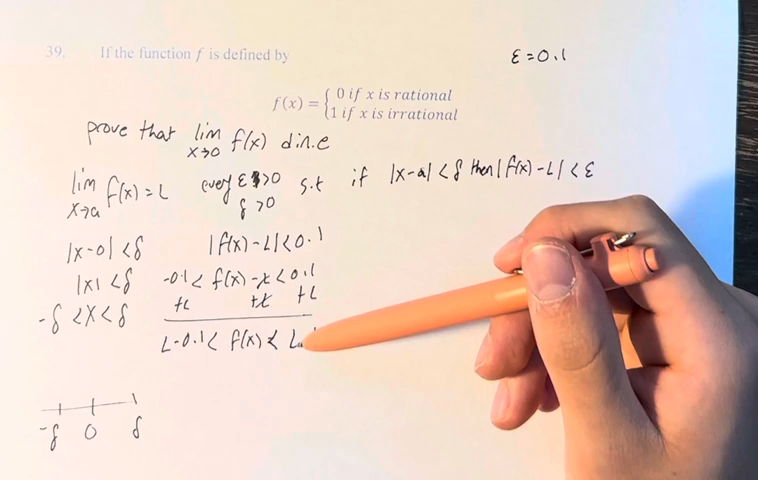 39. If the function f is defined by
ε = 0.1
f(x) = { 0 if x is rational
1 if x is irrational
prove that lim x→0 f(x) d.n.e
lim x→a f(x) = L every ε > 0 δ > 0 s.t if |x-a| < δ then |f(x) - L| < ε
|x-0| < δ |f(x) - L| < 0.1
|x| < δ -0.1 < f(x) - L < 0.1
+L +L +L
-δ < x < δ
L-0.1 < f(x) < L
-δ 0 δ